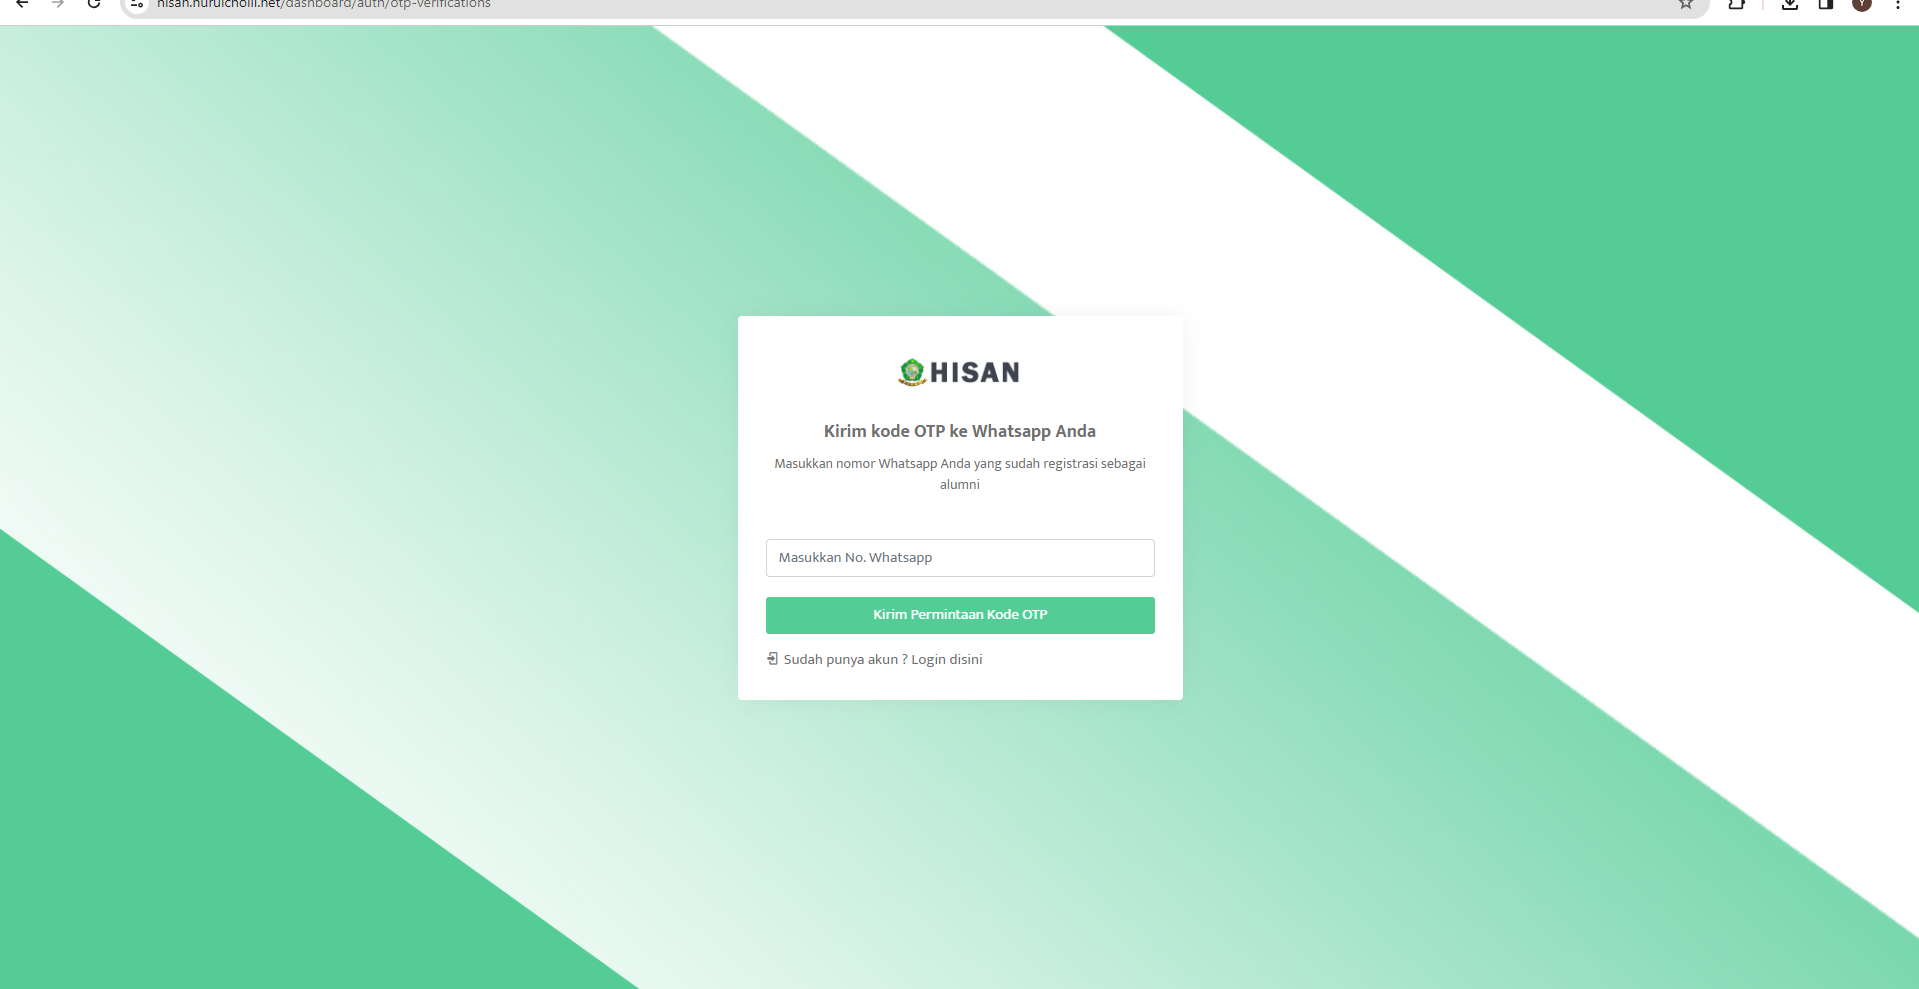 hisan.nurulcholil.net/dashboard/auth/otp-verifications
HISAN
Kirim kode OTP ke Whatsapp Anda
Masukkan nomor Whatsapp Anda yang sudah registrasi sebagai
alumni
Masukkan No. Whatsapp
Kirim Permintaan Kode OTP
Sudah punya akun ? Login disini